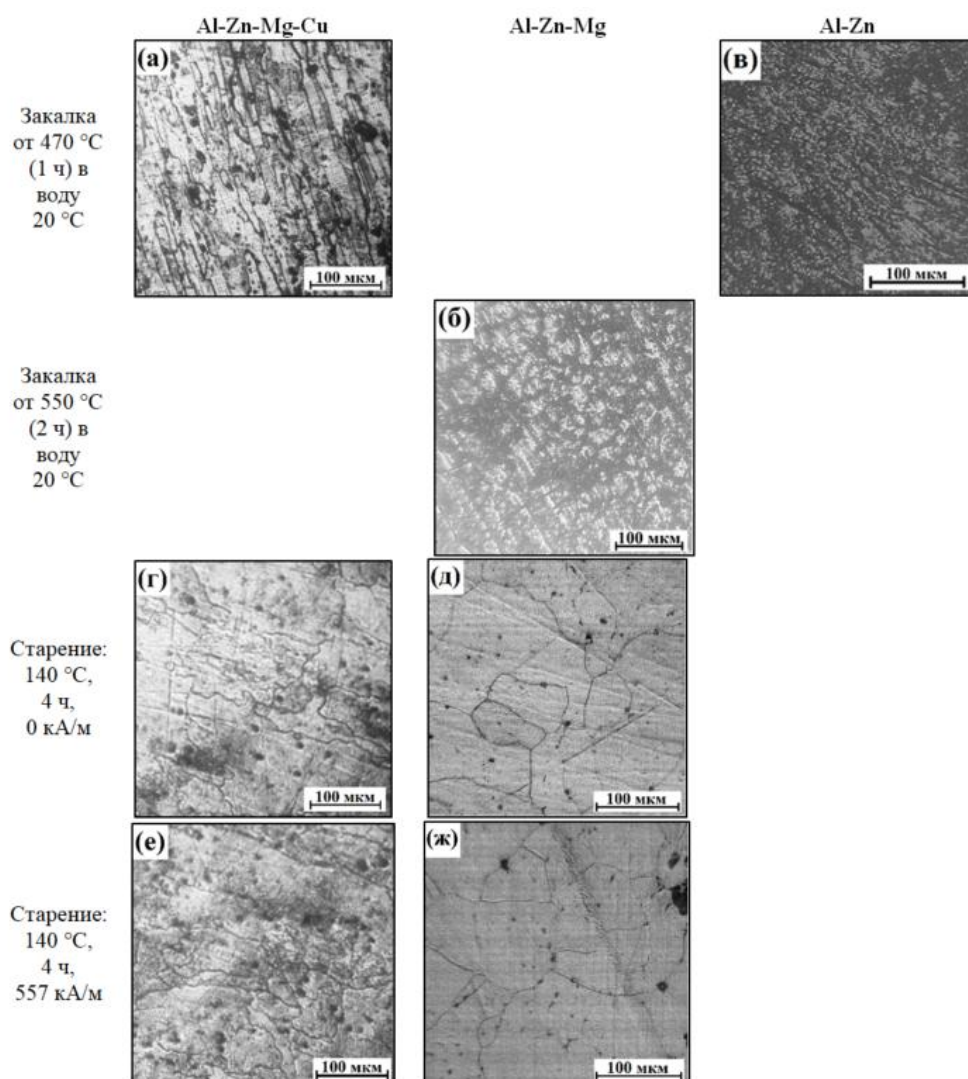 Al-Zn-Mg-Cu
Al-Zn-Mg
Al-Zn
Закалка
от 470 °С
(1 ч) в
воду
20 °С
(а)
100 мкм
(в)
100 мкм
Закалка
от 550 °С
(2 ч) в
воду
20 °С
(б)
100 мкм
Старение:
140 °С,
4 ч,
0 кА/м
(г)
100 мкм
(д)
100 мкм
Старение:
140 °С,
4 ч,
557 кА/м
(е)
100 мкм
(ж)
100 мкм